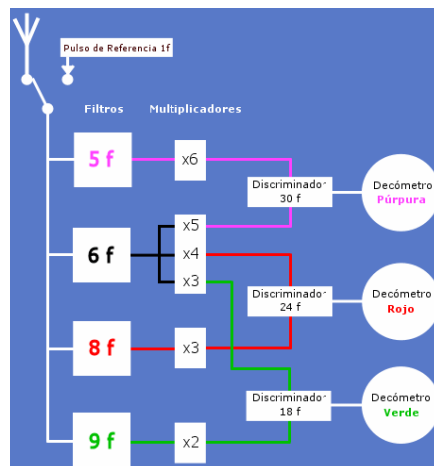 Pulso de Referencia 1f
Filtros Multiplicadores
5 f
x6
Discriminador
30 f
Decómetro
Púrpura
6 f
x5
x4
x3
Discriminador
24 f
Decómetro
Rojo
8 f
x3
Discriminador
18 f
Decómetro
Verde
9 f
x2